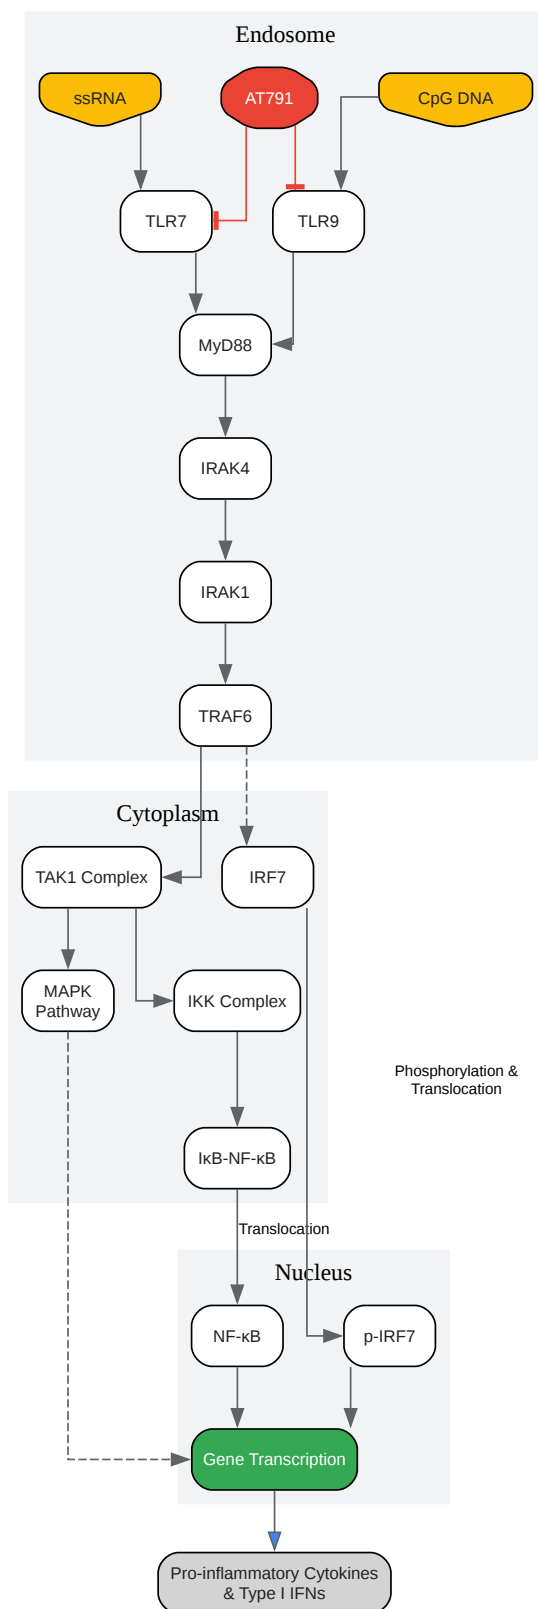 Endosome
ssRNA
AT791
CpG DNA
TLR7
TLR9
MyD88
IRAK4
IRAK1
TRAF6
Cytoplasm
TAK1 Complex
IRF7
MAPK
Pathway
IKK Complex
Phosphorylation &
Translocation
IκB-NF-κB
Translocation
Nucleus
NF-κB
p-IRF7
Gene Transcription
Pro-inflammatory Cytokines
& Type I IFNs